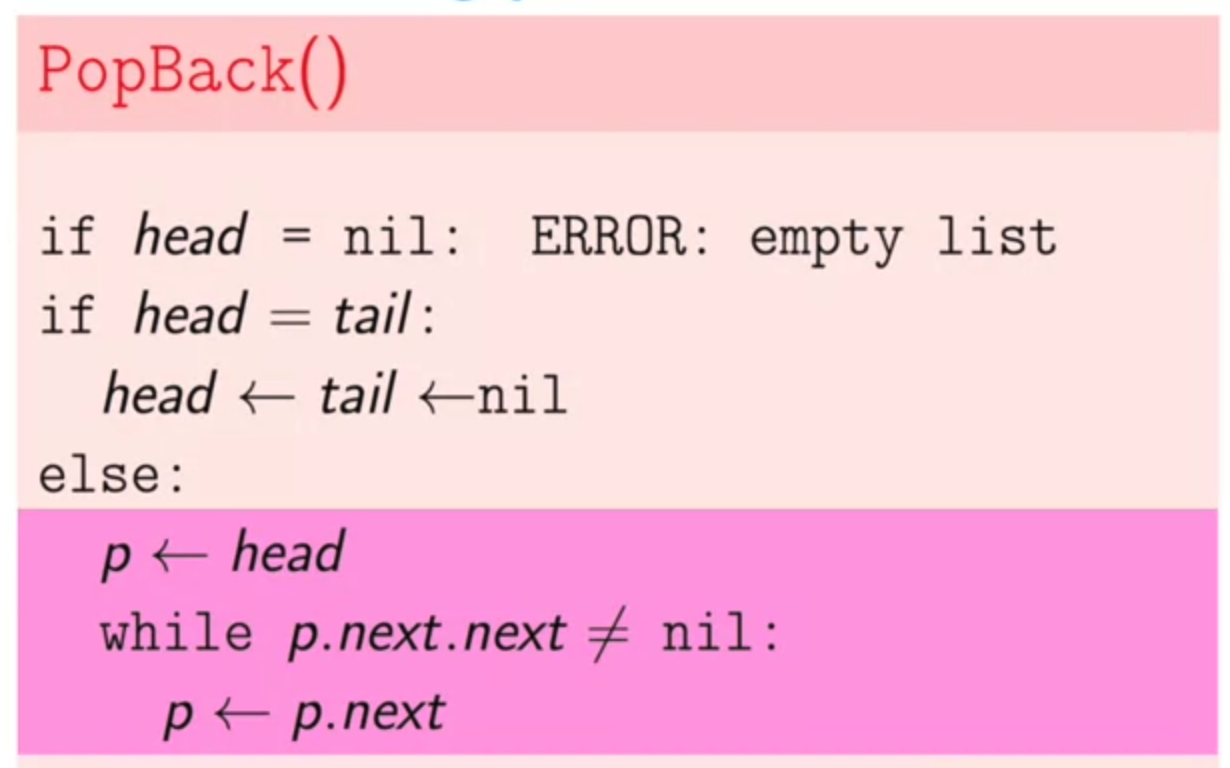 PopBack()
if head = nil: ERROR: empty list
if head = tail:
head ← tail ←nil
else:
p ← head
while p.next.next ≠ nil:
p ← p.next